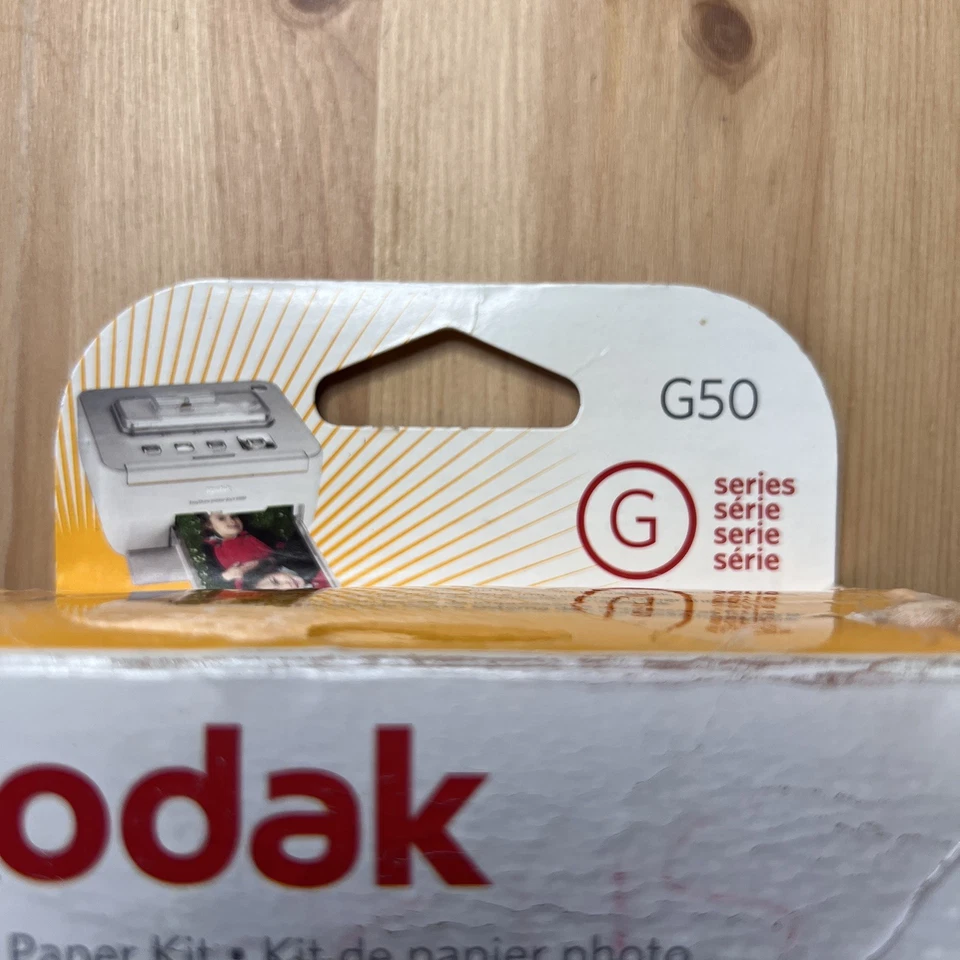 G50
G
series
série
serie
série
odak
Paper Kit • Kit de papier photo